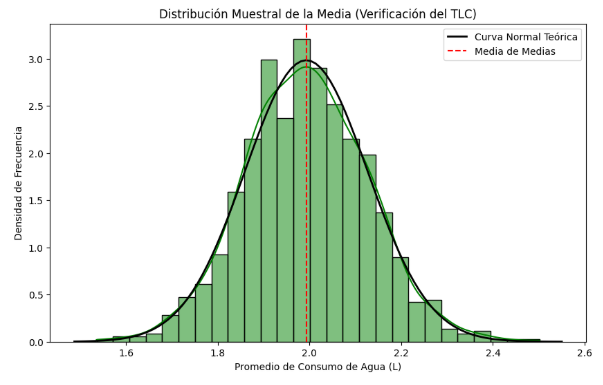 Distribución Muestral de la Media (Verificación del TLC)
Curva Normal Teórica
Media de Medias
Densidad de Frecuencia
3.0
2.5
2.0
1.5
1.0
0.5
0.0
1.6 1.8 2.0 2.2 2.4 2.6
Promedio de Consumo de Agua (L)